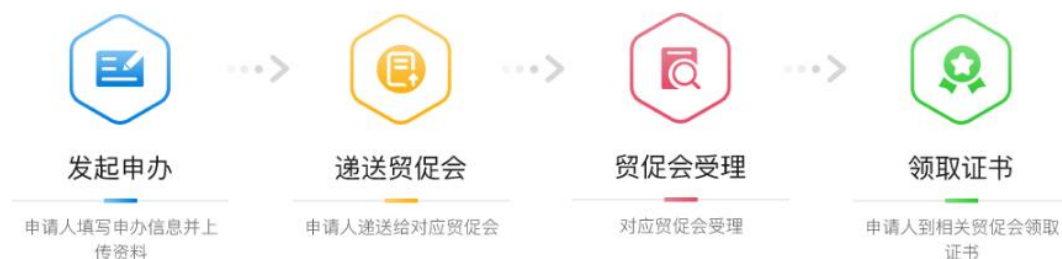 发起申办
递送贸促会
贸促会受理
领取证书
申请人填写申办信息并上
传资料
申请人递送给对应贸促会
对应贸促会受理
申请人到相关贸促会领取
证书